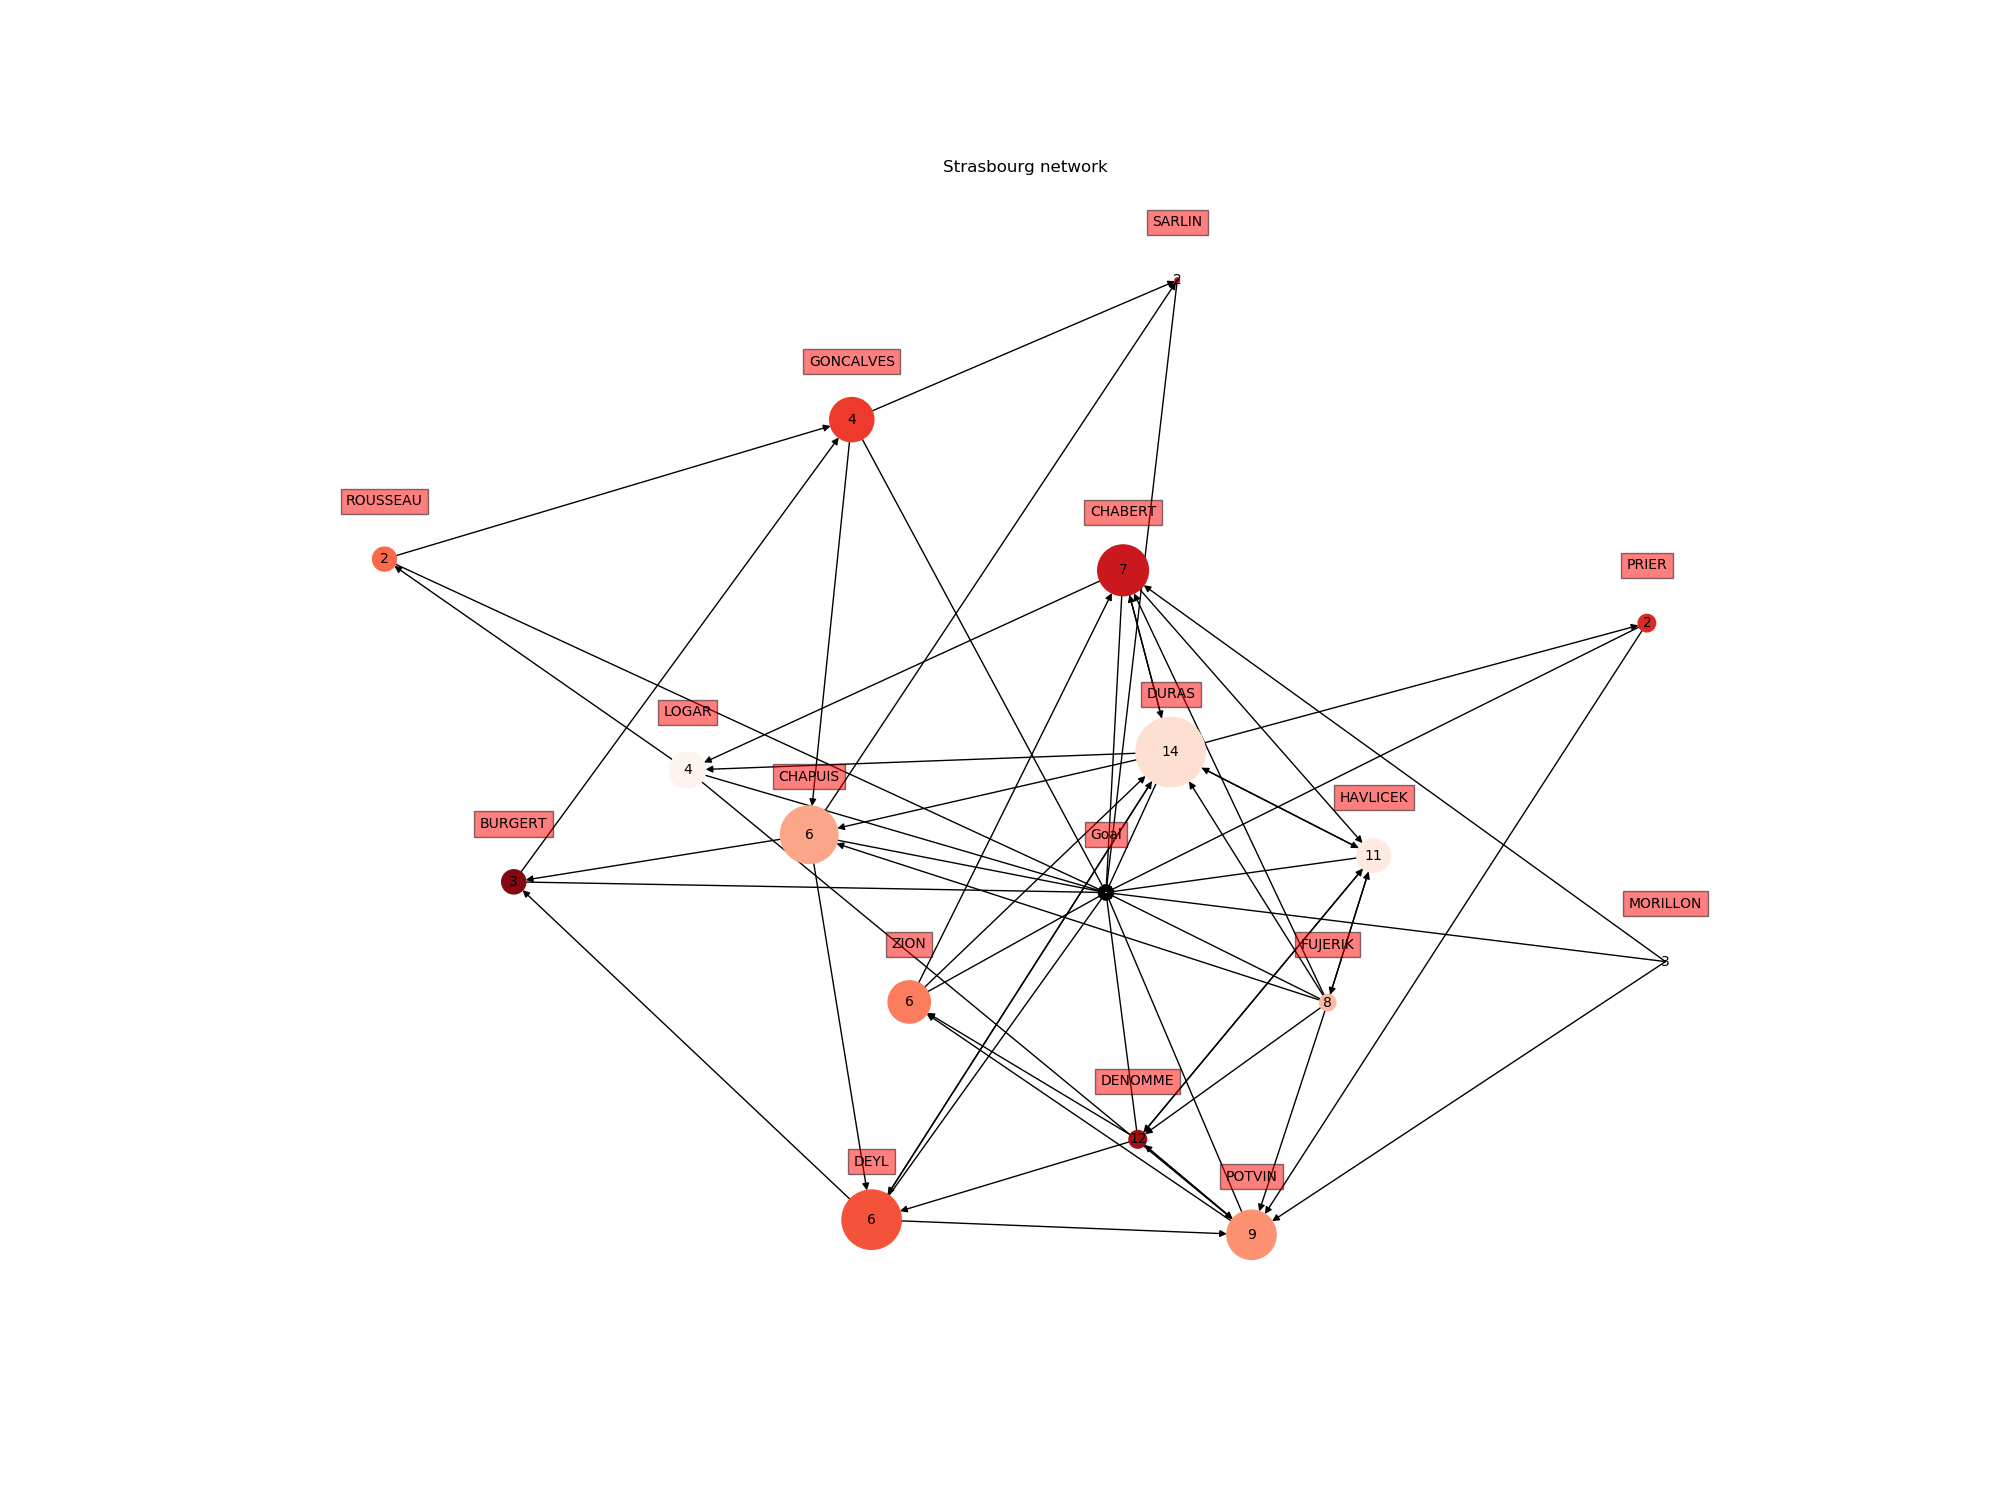 Strasbourg network
SARLIN
2
GONCALVES
4
ROUSSEAU
2
CHABERT
7
PRIER
2
DURAS
14
LOGAR
4
CHAPUIS
6
HAVLICEK
11
BURGERT
3
Goal
MORILLON
3
ZION
6
FUJERIK
8
DENOMME
12
DEYL
6
POTVIN
9